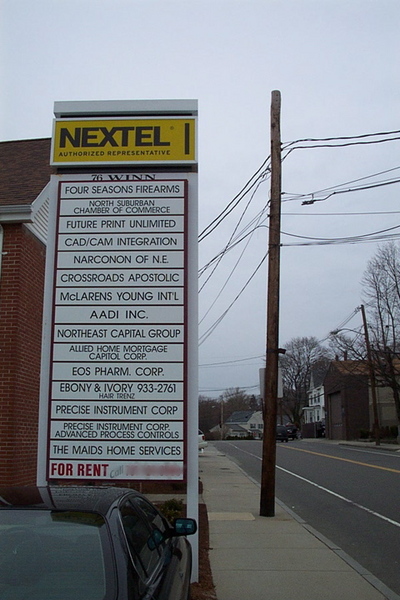 NEXTEL
AUTHORIZED REPRESENTATIVE
76 WINN
FOUR SEASONS FIREARMS
NORTH SUBURBAN
CHAMBER OF COMMERCE
FUTURE PRINT UNLIMITED
CAD/CAM INTEGRATION
NARCONON OF N.E.
CROSSROADS APOSTOLIC
McLARENS YOUNG INT'L
AADI INC.
NORTHEAST CAPITAL GROUP
ALLIED HOME MORTGAGE
CAPITOL CORP.
EOS PHARM. CORP.
EBONY & IVORY 933-2761
HAIR TRENZ
PRECISE INSTRUMENT CORP
PRECISE INSTRUMENT CORP.
ADVANCED PROCESS CONTROLS
THE MAIDS HOME SERVICES
FOR RENT Call